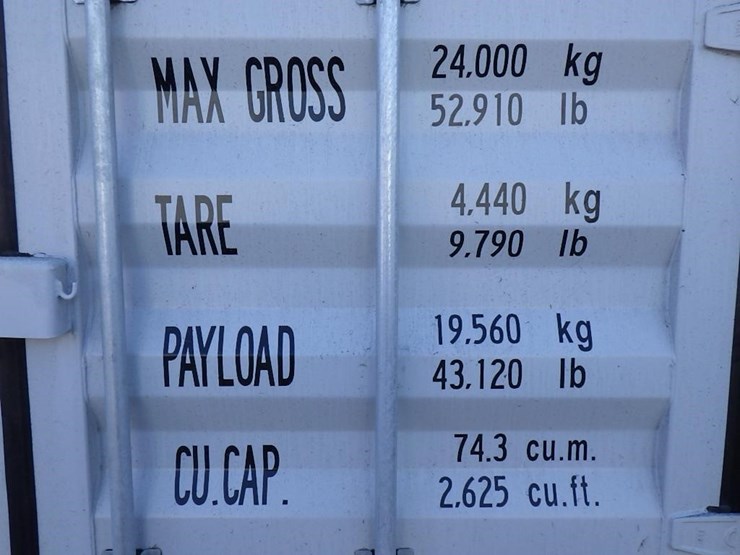 MAX GROSS 24.000 kg
52.910 lb
TARE 4.440 kg
9.790 lb
PAYLOAD 19.560 kg
43.120 lb
CU.CAP. 74.3 cu.m.
2.625 cu.ft.